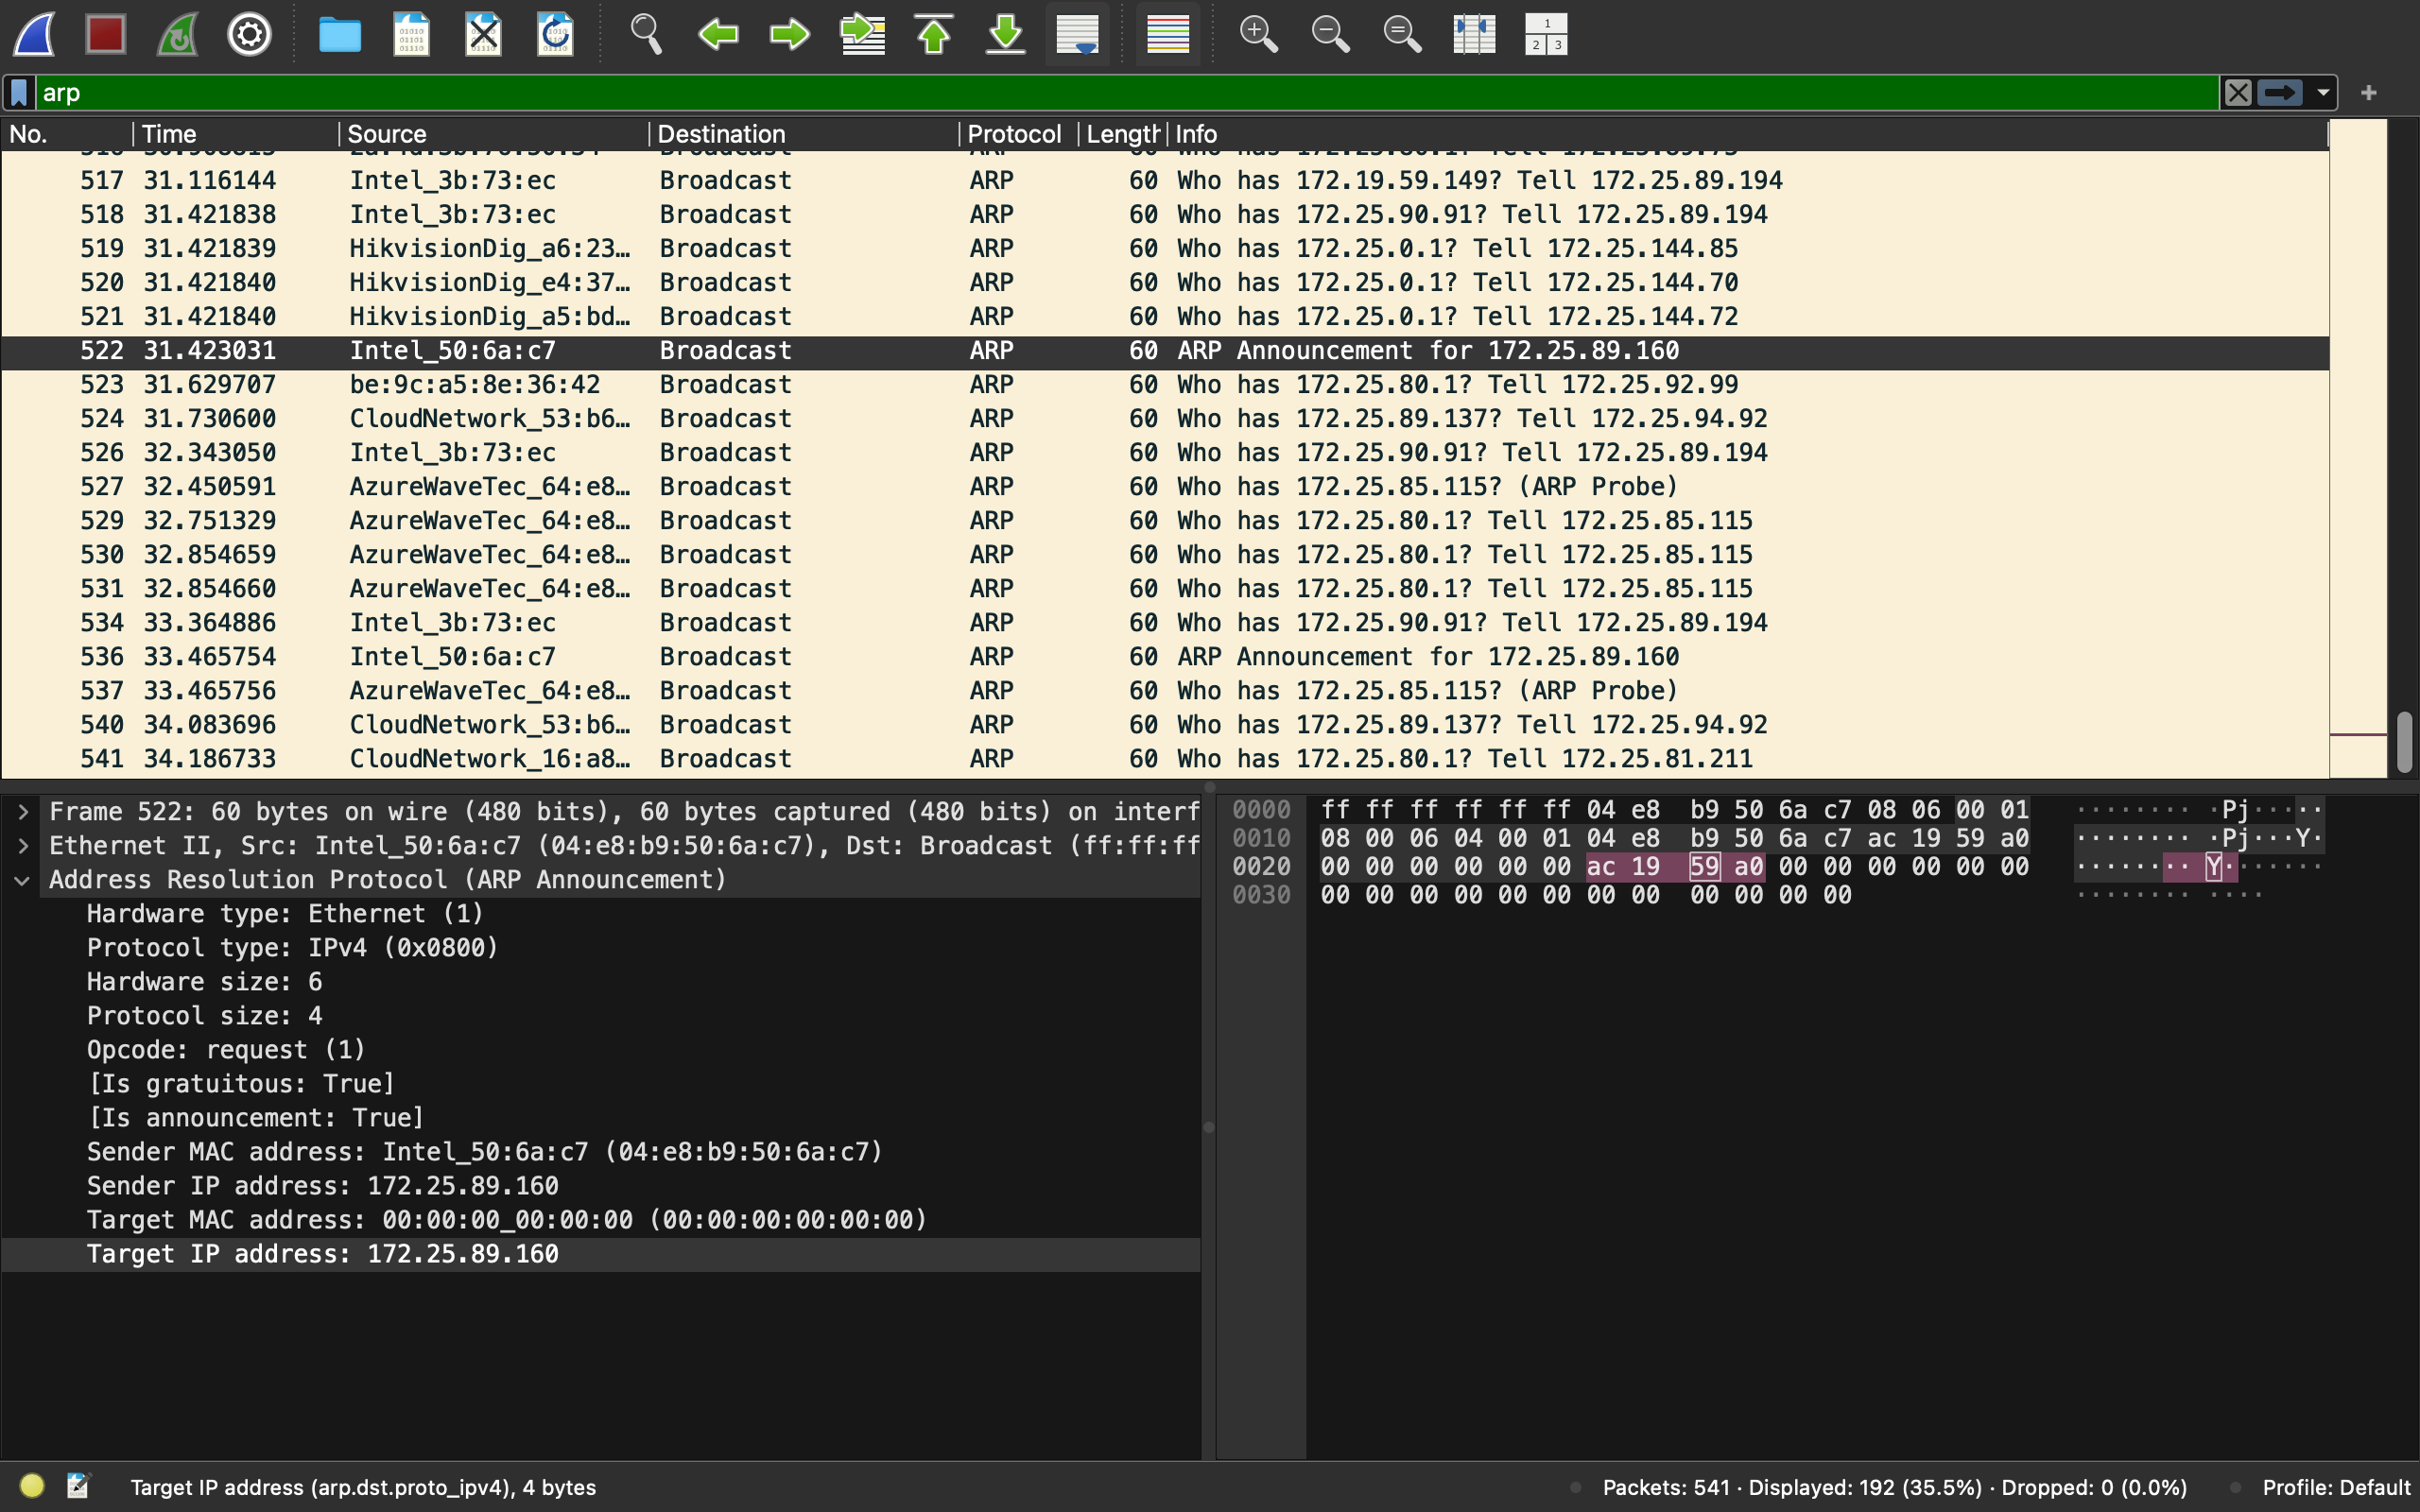 arp
No. Time Source Destination Protocol Length Info
517 31.116144 Intel_3b:73:ec Broadcast ARP 60 Who has 172.19.59.149? Tell 172.25.89.194
518 31.421838 Intel_3b:73:ec Broadcast ARP 60 Who has 172.25.90.91? Tell 172.25.89.194
519 31.421839 HikvisionDig_a6:23… Broadcast ARP 60 Who has 172.25.0.1? Tell 172.25.144.85
520 31.421840 HikvisionDig_e4:37… Broadcast ARP 60 Who has 172.25.0.1? Tell 172.25.144.70
521 31.421840 HikvisionDig_a5:bd… Broadcast ARP 60 Who has 172.25.0.1? Tell 172.25.144.72
522 31.423031 Intel_50:6a:c7 Broadcast ARP 60 ARP Announcement for 172.25.89.160
523 31.629707 be:9c:a5:8e:36:42 Broadcast ARP 60 Who has 172.25.80.1? Tell 172.25.92.99
524 31.730600 CloudNetwork_53:b6… Broadcast ARP 60 Who has 172.25.89.137? Tell 172.25.94.92
526 32.343050 Intel_3b:73:ec Broadcast ARP 60 Who has 172.25.90.91? Tell 172.25.89.194
527 32.450591 AzureWaveTec_64:e8… Broadcast ARP 60 Who has 172.25.85.115? (ARP Probe)
529 32.751329 AzureWaveTec_64:e8… Broadcast ARP 60 Who has 172.25.80.1? Tell 172.25.85.115
530 32.854659 AzureWaveTec_64:e8… Broadcast ARP 60 Who has 172.25.80.1? Tell 172.25.85.115
531 32.854660 AzureWaveTec_64:e8… Broadcast ARP 60 Who has 172.25.80.1? Tell 172.25.85.115
534 33.364886 Intel_3b:73:ec Broadcast ARP 60 Who has 172.25.90.91? Tell 172.25.89.194
536 33.465754 Intel_50:6a:c7 Broadcast ARP 60 ARP Announcement for 172.25.89.160
537 33.465756 AzureWaveTec_64:e8… Broadcast ARP 60 Who has 172.25.85.115? (ARP Probe)
540 34.083696 CloudNetwork_53:b6… Broadcast ARP 60 Who has 172.25.89.137? Tell 172.25.94.92
541 34.186733 CloudNetwork_16:a8… Broadcast ARP 60 Who has 172.25.80.1? Tell 172.25.81.211
Frame 522: 60 bytes on wire (480 bits), 60 bytes captured (480 bits) on interf
Ethernet II, Src: Intel_50:6a:c7 (04:e8:b9:50:6a:c7), Dst: Broadcast (ff:ff:ff
Address Resolution Protocol (ARP Announcement)
Hardware type: Ethernet (1)
Protocol type: IPv4 (0x0800)
Hardware size: 6
Protocol size: 4
Opcode: request (1)
[Is gratuitous: True]
[Is announcement: True]
Sender MAC address: Intel_50:6a:c7 (04:e8:b9:50:6a:c7)
Sender IP address: 172.25.89.160
Target MAC address: 00:00:00_00:00:00 (00:00:00:00:00:00)
Target IP address: 172.25.89.160
0000 ff ff ff ff ff ff 04 e8 b9 50 6a c7 08 06 00 01 ········ ·Pj·····
0010 08 00 06 04 00 01 04 e8 b9 50 6a c7 ac 19 59 a0 ········ ·Pj···Y·
0020 00 00 00 00 00 00 ac 19 59 a0 00 00 00 00 00 00 ········ Y·······
0030 00 00 00 00 00 00 00 00 00 00 00 00 ········ ····
Target IP address (arp.dst.proto_ipv4), 4 bytes
Packets: 541 · Displayed: 192 (35.5%) · Dropped: 0 (0.0%)
Profile: Default